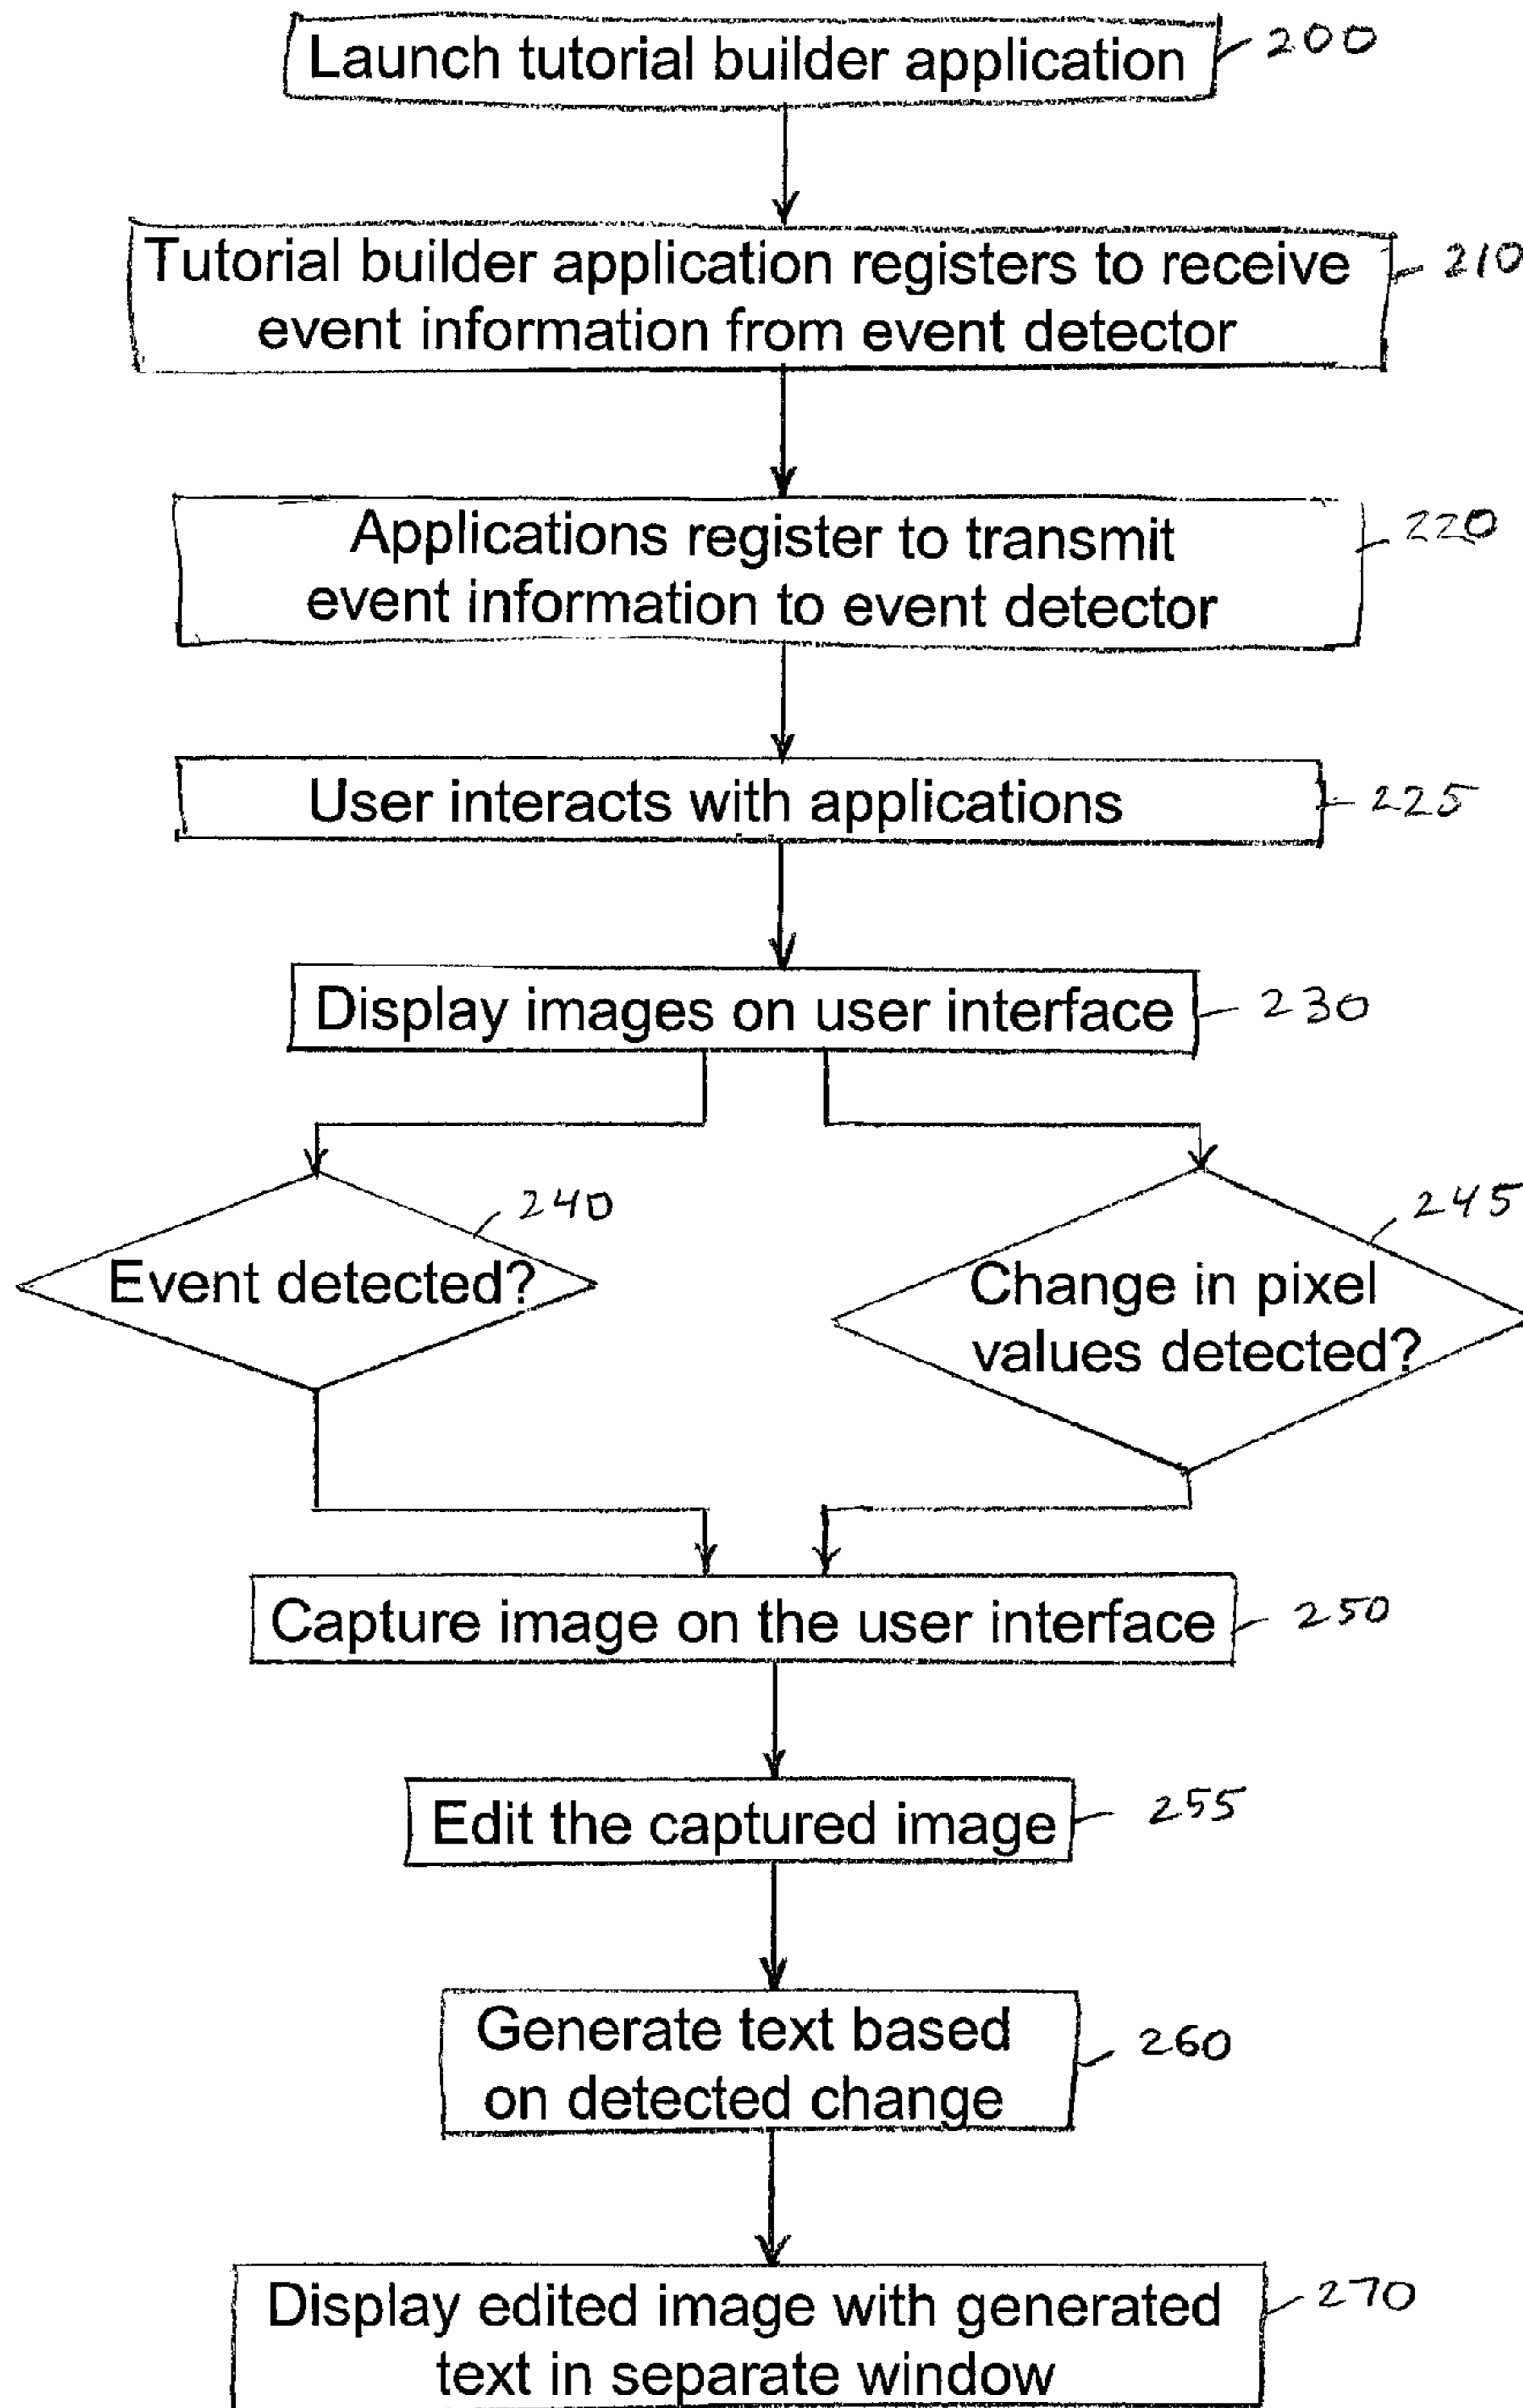 Launch tutorial builder application
200
Tutorial builder application registers to receive
event information from event detector
210
Applications register to transmit
event information to event detector
220
User interacts with applications
225
Display images on user interface
230
240
Event detected?
245
Change in pixel
values detected?
Capture image on the user interface
250
Edit the captured image
255
Generate text based
on detected change
260
Display edited image with generated
text in separate window
270